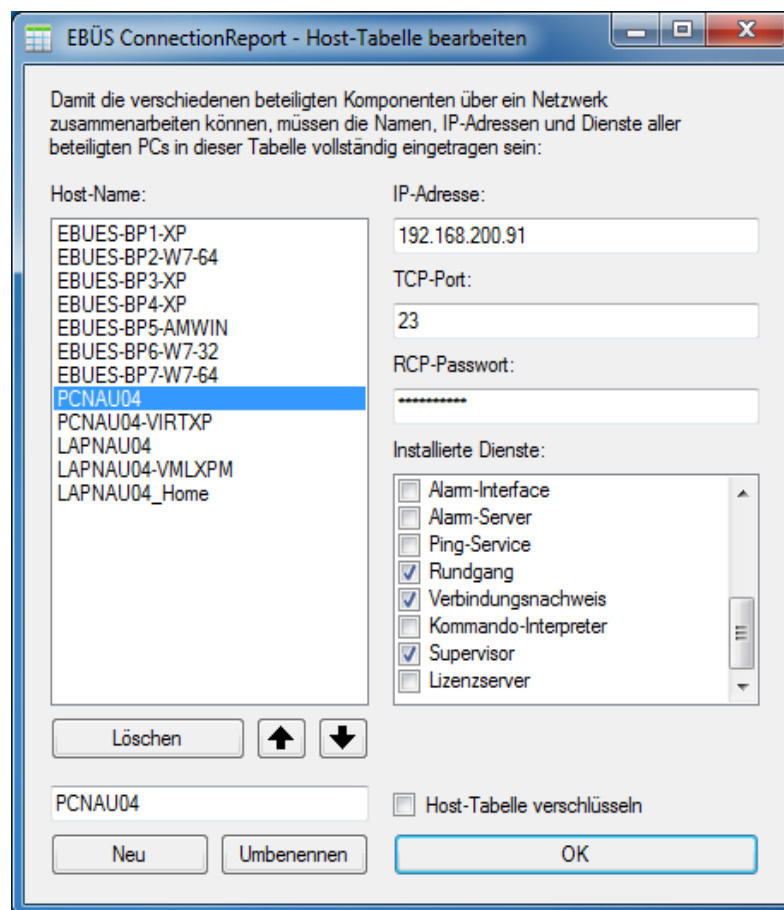 EBÜS ConnectionReport - Host-Tabelle bearbeiten
Damit die verschiedenen beteiligten Komponenten über ein Netzwerk
zusammenarbeiten können, müssen die Namen, IP-Adressen und Dienste aller
beteiligten PCs in dieser Tabelle vollständig eingetragen sein:
Host-Name:
EBUES-BP1-XP
EBUES-BP2-W7-64
EBUES-BP3-XP
EBUES-BP4-XP
EBUES-BP5-AMWIN
EBUES-BP6-W7-32
EBUES-BP7-W7-64
PCNAU04
PCNAU04-VIRTXP
LAPNAU04
LAPNAU04-VMLXPM
LAPNAU04_Home
Löschen
PCNAU04
Neu
Umbenennen
IP-Adresse:
192.168.200.91
TCP-Port:
23
RCP-Passwort:
**********
Installierte Dienste:
Alarm-Interface
Alarm-Server
Ping-Service
Rundgang
Verbindungsnachweis
Kommando-Interpreter
Supervisor
Lizenzserver
Host-Tabelle verschlüsseln
OK